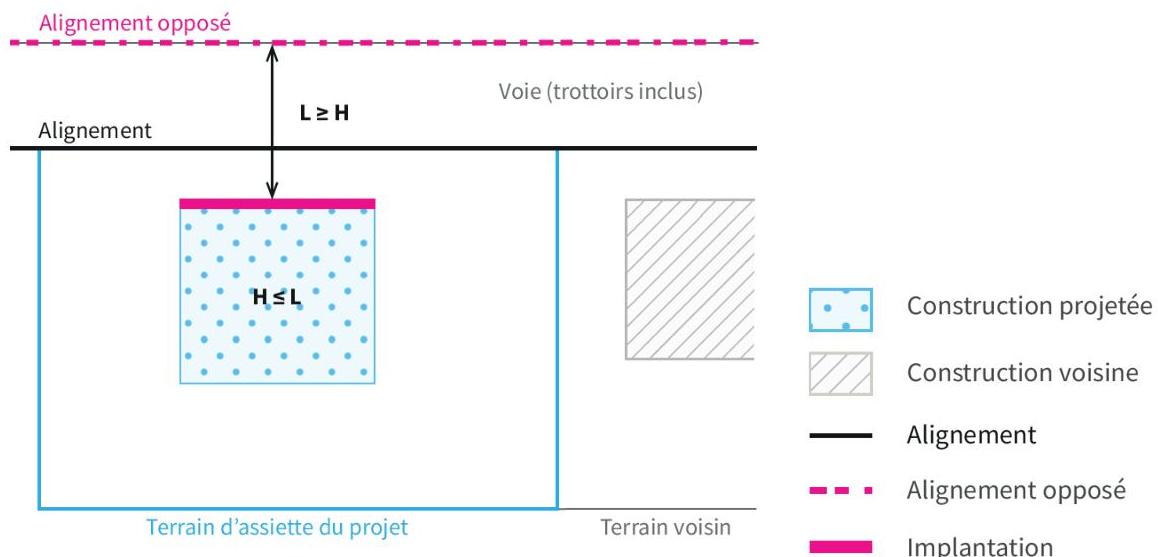 Alignement opposé
Voie (trottoirs inclus)
L ≥ H
Alignement
H ≤ L
Terrain d'assiette du projet
Terrain voisin
Construction projetée
Construction voisine
Alignement
Alignement opposé
Implantation